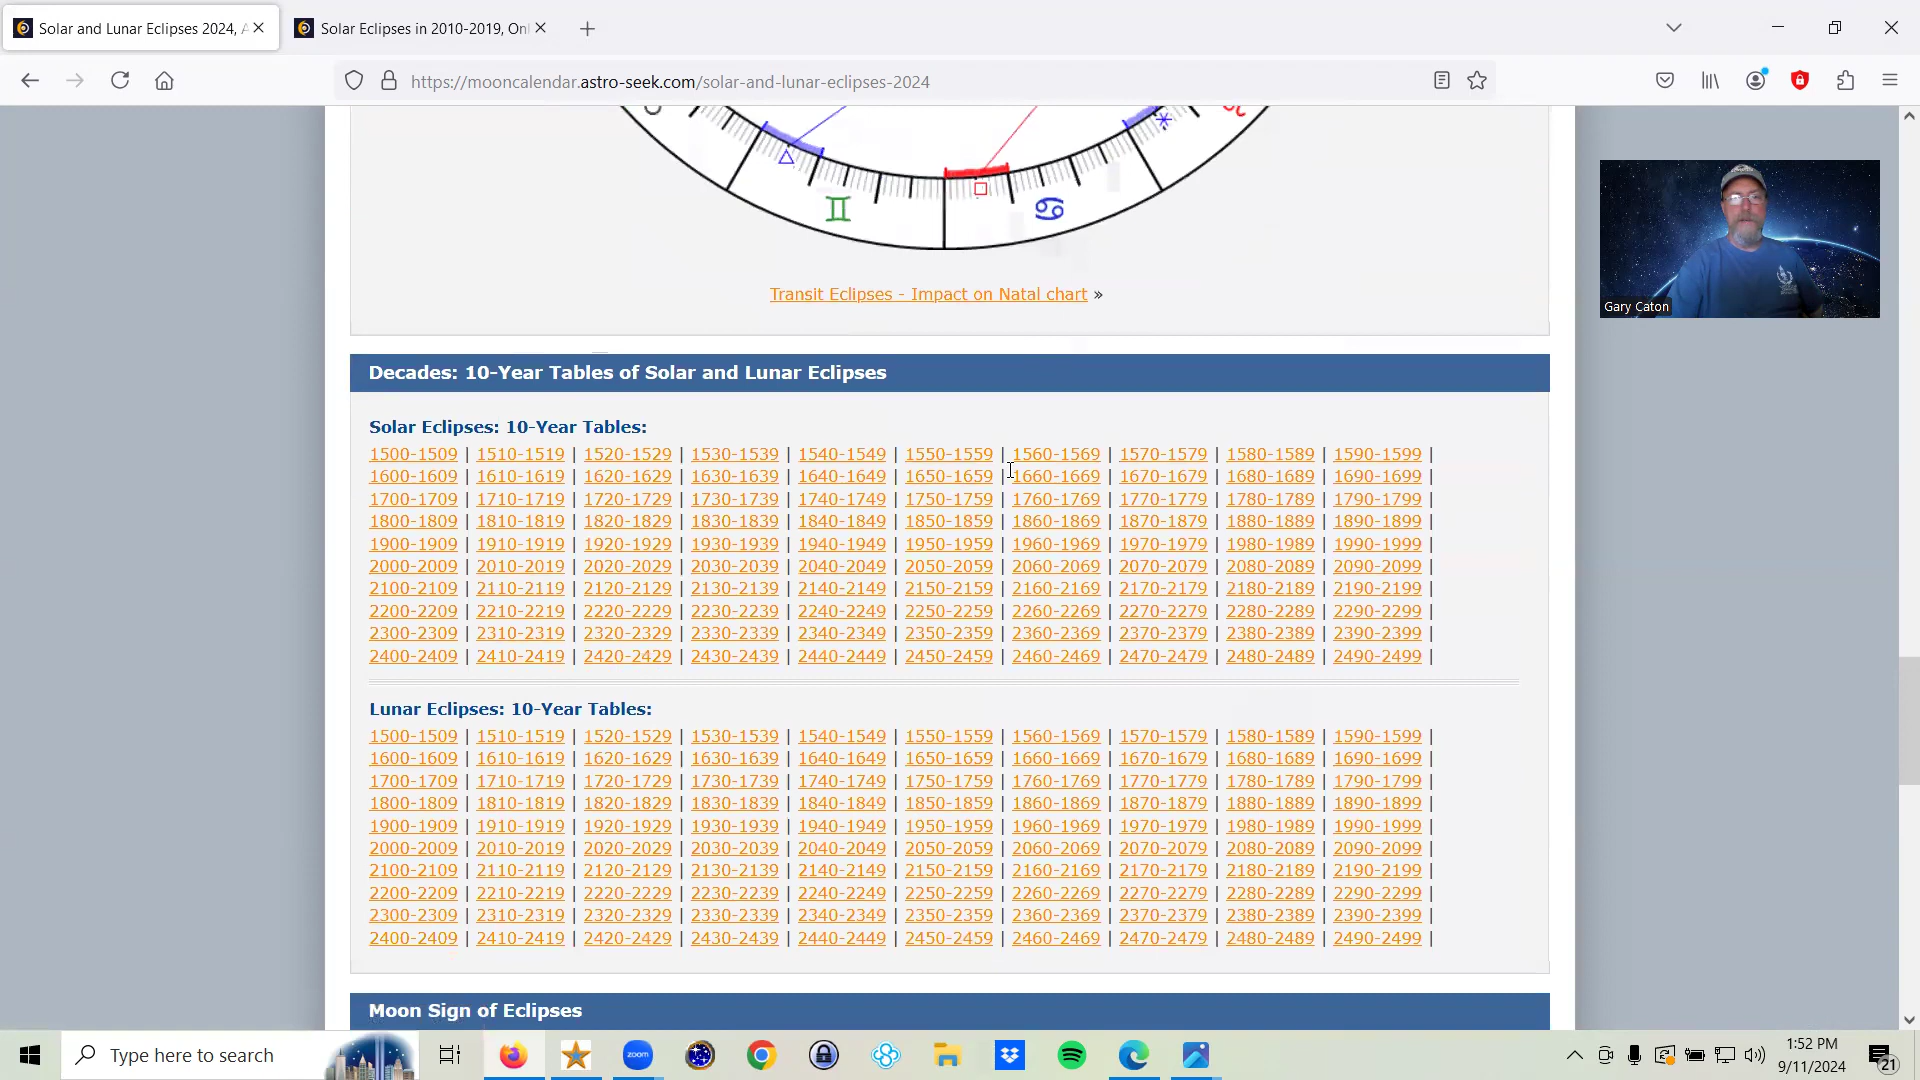 Solar and Lunar Eclipses 2024, A
Solar Eclipses in 2010-2019, Onl
https://mooncalendar.astro-seek.com/solar-and-lunar-eclipses-2024
Gary Caton
Transit Eclipses - Impact on Natal chart »
Decades: 10-Year Tables of Solar and Lunar Eclipses
Solar Eclipses: 10-Year Tables:
1500-1509 | 1510-1519 | 1520-1529 | 1530-1539 | 1540-1549 | 1550-1559 | 1560-1569 | 1570-1579 | 1580-1589 | 1590-1599 |
1600-1609 | 1610-1619 | 1620-1629 | 1630-1639 | 1640-1649 | 1650-1659 | 1660-1669 | 1670-1679 | 1680-1689 | 1690-1699 |
1700-1709 | 1710-1719 | 1720-1729 | 1730-1739 | 1740-1749 | 1750-1759 | 1760-1769 | 1770-1779 | 1780-1789 | 1790-1799 |
1800-1809 | 1810-1819 | 1820-1829 | 1830-1839 | 1840-1849 | 1850-1859 | 1860-1869 | 1870-1879 | 1880-1889 | 1890-1899 |
1900-1909 | 1910-1919 | 1920-1929 | 1930-1939 | 1940-1949 | 1950-1959 | 1960-1969 | 1970-1979 | 1980-1989 | 1990-1999 |
2000-2009 | 2010-2019 | 2020-2029 | 2030-2039 | 2040-2049 | 2050-2059 | 2060-2069 | 2070-2079 | 2080-2089 | 2090-2099 |
2100-2109 | 2110-2119 | 2120-2129 | 2130-2139 | 2140-2149 | 2150-2159 | 2160-2169 | 2170-2179 | 2180-2189 | 2190-2199 |
2200-2209 | 2210-2219 | 2220-2229 | 2230-2239 | 2240-2249 | 2250-2259 | 2260-2269 | 2270-2279 | 2280-2289 | 2290-2299 |
2300-2309 | 2310-2319 | 2320-2329 | 2330-2339 | 2340-2349 | 2350-2359 | 2360-2369 | 2370-2379 | 2380-2389 | 2390-2399 |
2400-2409 | 2410-2419 | 2420-2429 | 2430-2439 | 2440-2449 | 2450-2459 | 2460-2469 | 2470-2479 | 2480-2489 | 2490-2499 |
Lunar Eclipses: 10-Year Tables:
1500-1509 | 1510-1519 | 1520-1529 | 1530-1539 | 1540-1549 | 1550-1559 | 1560-1569 | 1570-1579 | 1580-1589 | 1590-1599 |
1600-1609 | 1610-1619 | 1620-1629 | 1630-1639 | 1640-1649 | 1650-1659 | 1660-1669 | 1670-1679 | 1680-1689 | 1690-1699 |
1700-1709 | 1710-1719 | 1720-1729 | 1730-1739 | 1740-1749 | 1750-1759 | 1760-1769 | 1770-1779 | 1780-1789 | 1790-1799 |
1800-1809 | 1810-1819 | 1820-1829 | 1830-1839 | 1840-1849 | 1850-1859 | 1860-1869 | 1870-1879 | 1880-1889 | 1890-1899 |
1900-1909 | 1910-1919 | 1920-1929 | 1930-1939 | 1940-1949 | 1950-1959 | 1960-1969 | 1970-1979 | 1980-1989 | 1990-1999 |
2000-2009 | 2010-2019 | 2020-2029 | 2030-2039 | 2040-2049 | 2050-2059 | 2060-2069 | 2070-2079 | 2080-2089 | 2090-2099 |
2100-2109 | 2110-2119 | 2120-2129 | 2130-2139 | 2140-2149 | 2150-2159 | 2160-2169 | 2170-2179 | 2180-2189 | 2190-2199 |
2200-2209 | 2210-2219 | 2220-2229 | 2230-2239 | 2240-2249 | 2250-2259 | 2260-2269 | 2270-2279 | 2280-2289 | 2290-2299 |
2300-2309 | 2310-2319 | 2320-2329 | 2330-2339 | 2340-2349 | 2350-2359 | 2360-2369 | 2370-2379 | 2380-2389 | 2390-2399 |
2400-2409 | 2410-2419 | 2420-2429 | 2430-2439 | 2440-2449 | 2450-2459 | 2460-2469 | 2470-2479 | 2480-2489 | 2490-2499 |
Moon Sign of Eclipses
Type here to search
zoom
1:52 PM
9/11/2024
21